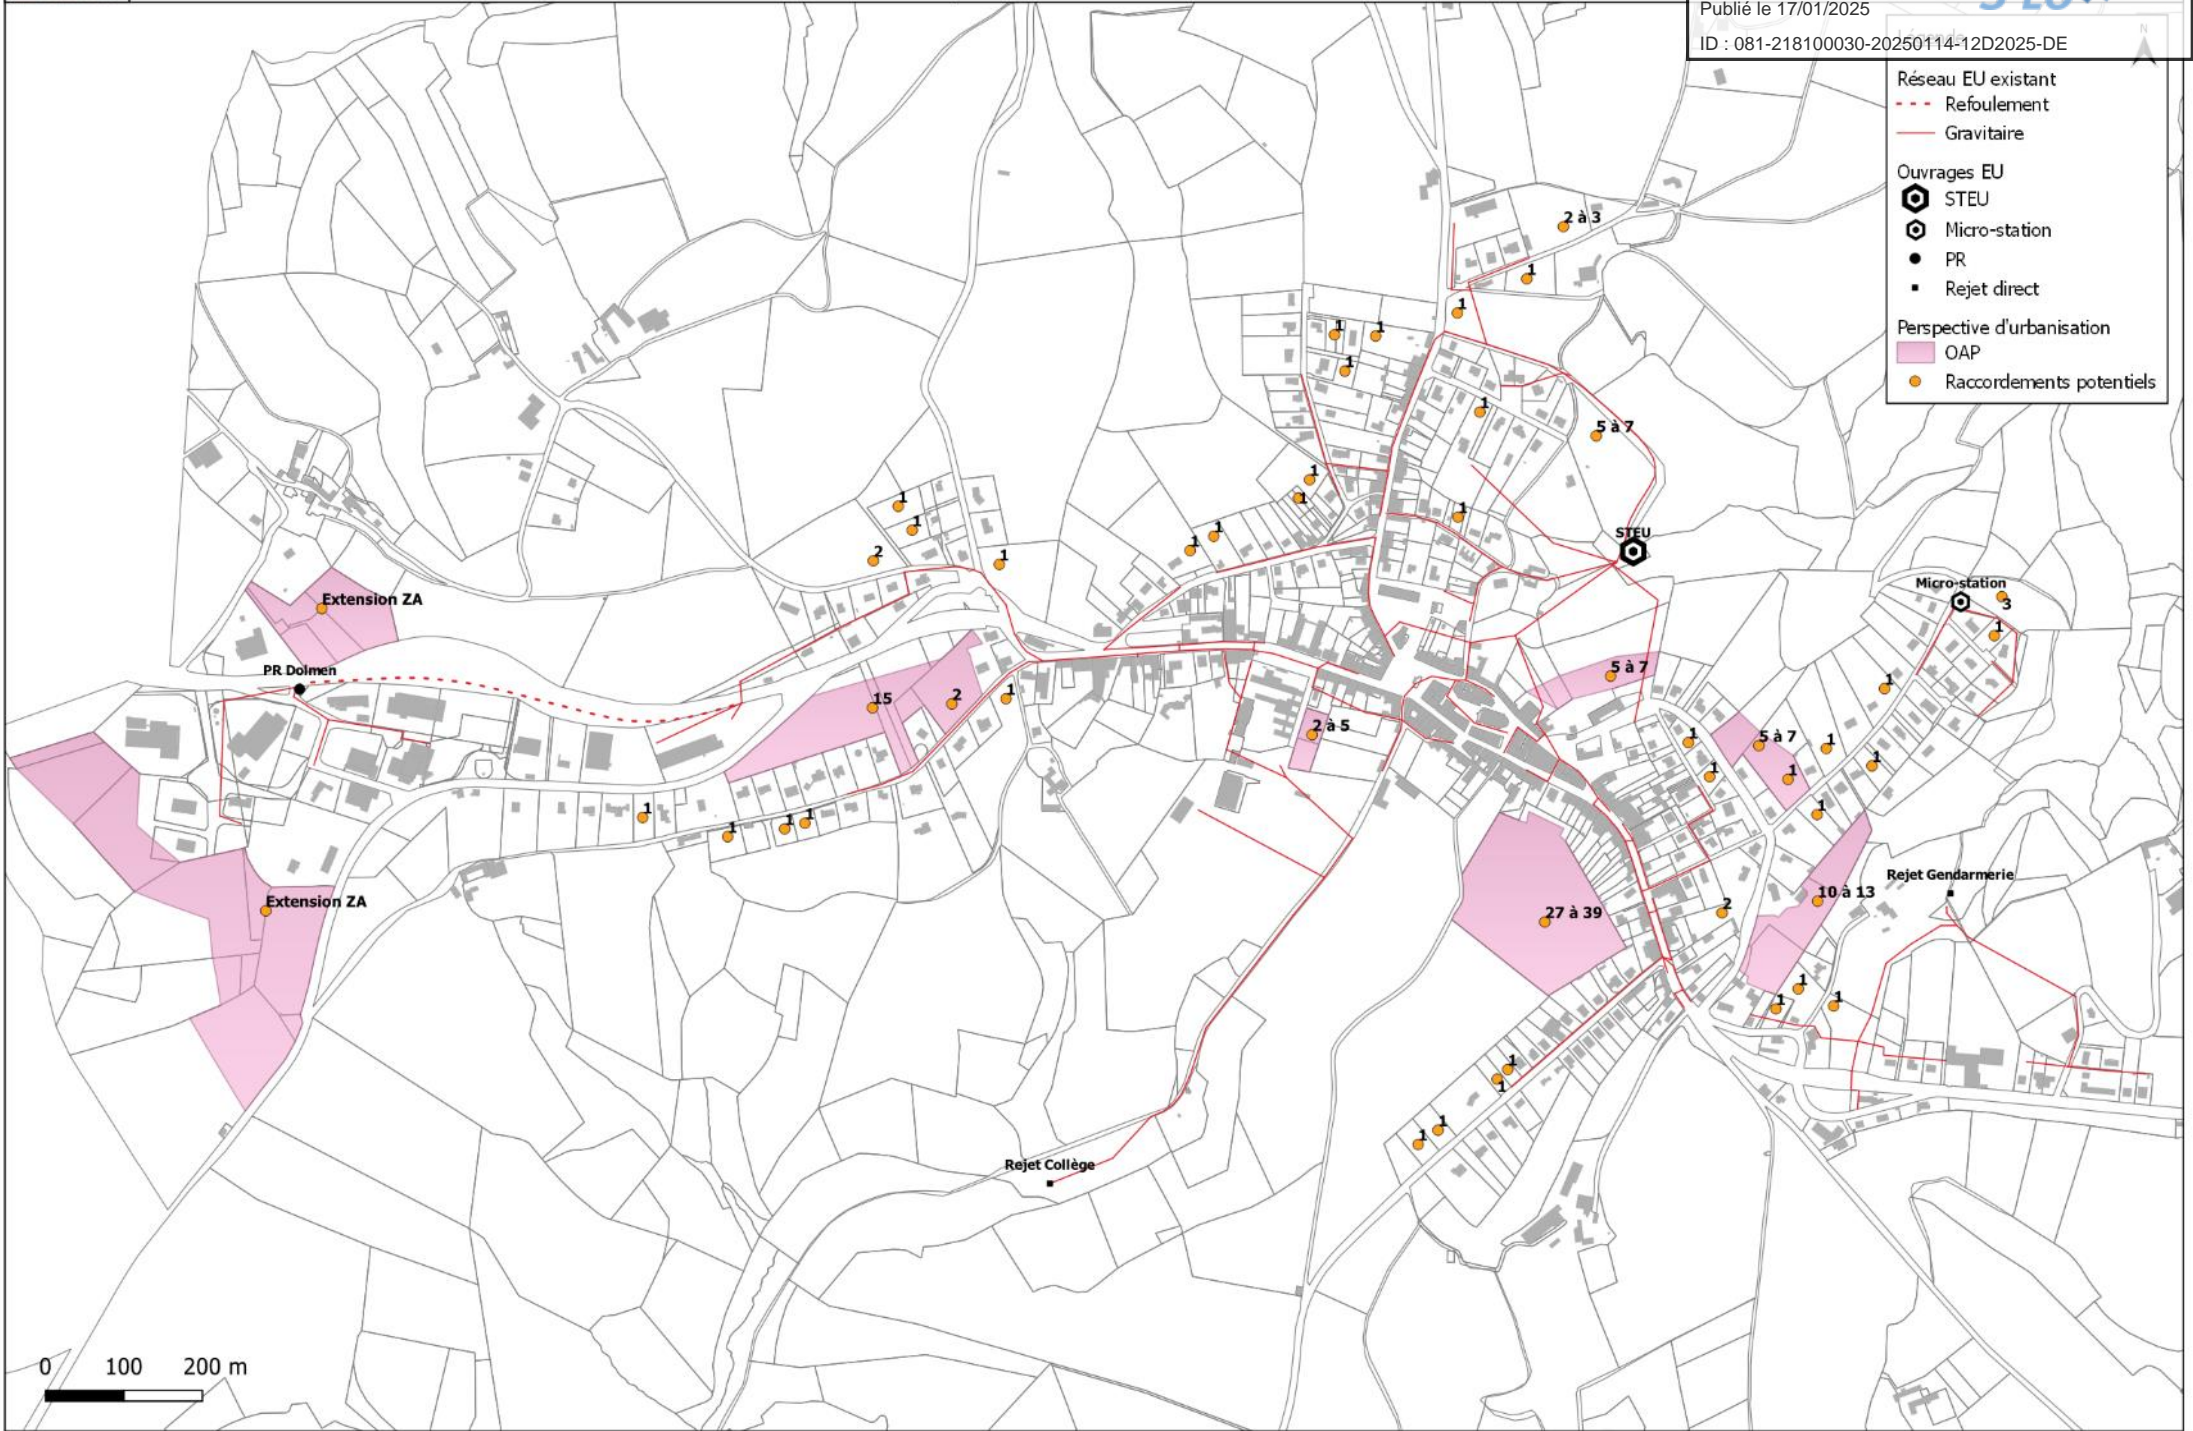 Publié le 17/01/2025
ID : 081-218100030-20250114-12D2025-DE
Légende
N
Réseau EU existant
Refoulement
Gravitaire
Ouvrages EU
STEU
Micro-station
PR
Rejet direct
Perspective d'urbanisation
OAP
Raccordements potentiels
2 à 3
1
1
1
1
1
1
5 à 7
1
1
1
1
1
1
1
2
1
STEU
Micro-station
3
1
Extension ZA
PR Dolmen
15
2
1
2 à 5
5 à 7
1
1
5 à 7
1
1
1
1
1
1
1
1
1
1
Rejet Gendarmerie
10 à 13
2
27 à 39
Extension ZA
1
1
1
1
1
1
1
Rejet Collège
0 100 200 m